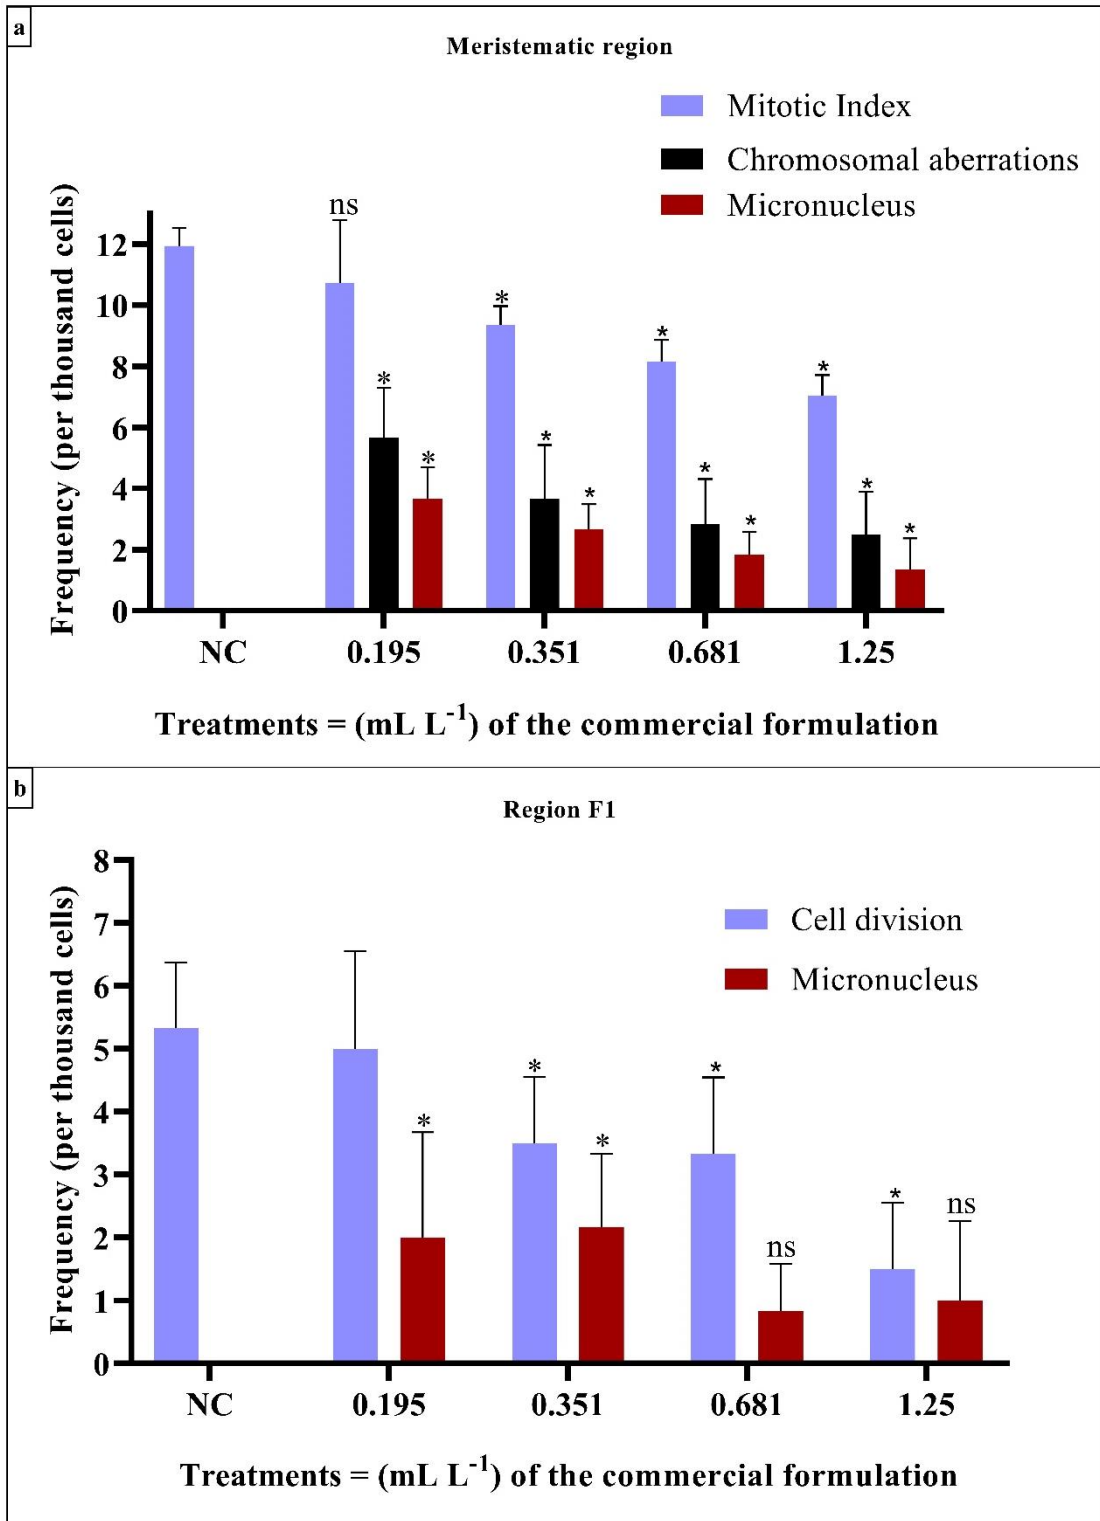 a
Meristematic region
Mitotic Index
Chromosomal aberrations
Micronucleus
Frequency (per thousand cells)
12
10
8
6
4
2
0
ns
*
*
*
*
*
*
*
*
*
*
*
NC 0.195 0.351 0.681 1.25
Treatments = (mL L⁻¹) of the commercial formulation
b
Region F1
Cell division
Micronucleus
Frequency (per thousand cells)
8
7
6
5
4
3
2
1
0
*
*
*
*
ns
*
ns
NC 0.195 0.351 0.681 1.25
Treatments = (mL L⁻¹) of the commercial formulation